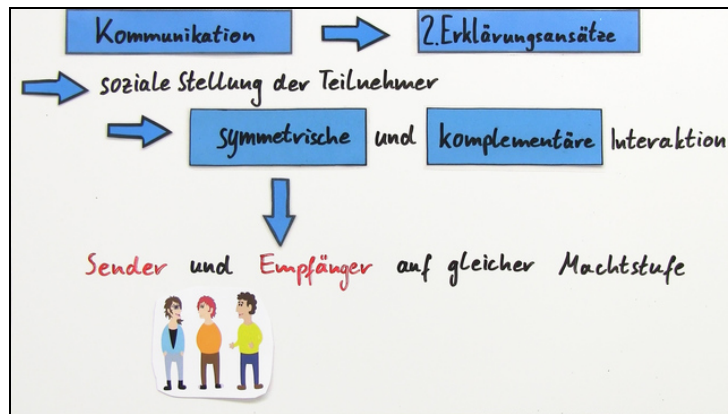 Kommunikation 2. Erklärungsansätze
soziale Stellung der Teilnehmer
symmetrische und komplementäre Interaktion
Sender und Empfänger auf gleicher Machtstufe